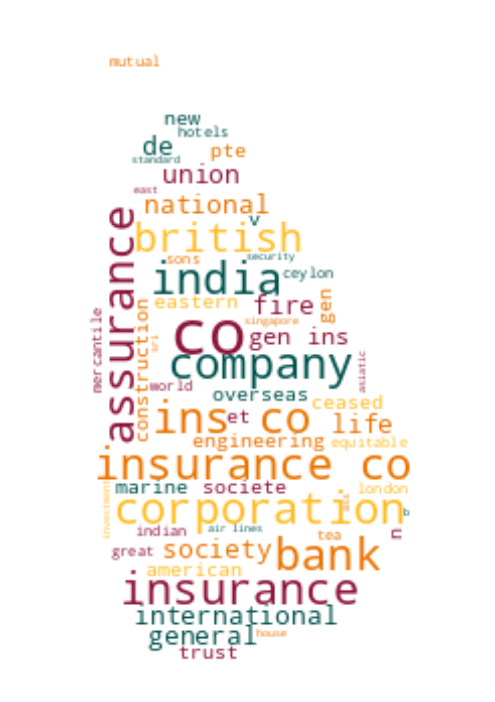 mutual
new
hotels
de
standard
pte
union
east
national
v
british
sons
security
assurance
india
ceylon
eastern
fire
gen
mercantile
construction
singapore
co
gen ins
sri
company
asiatic
world
overseas
ceased
ins co
et
life
engineering
equitable
insurance co
marine
societe
london
investment
corporation
ass
b
indian
air lines
tea
n
great
society
bank
american
insurance
international
general
house
trust